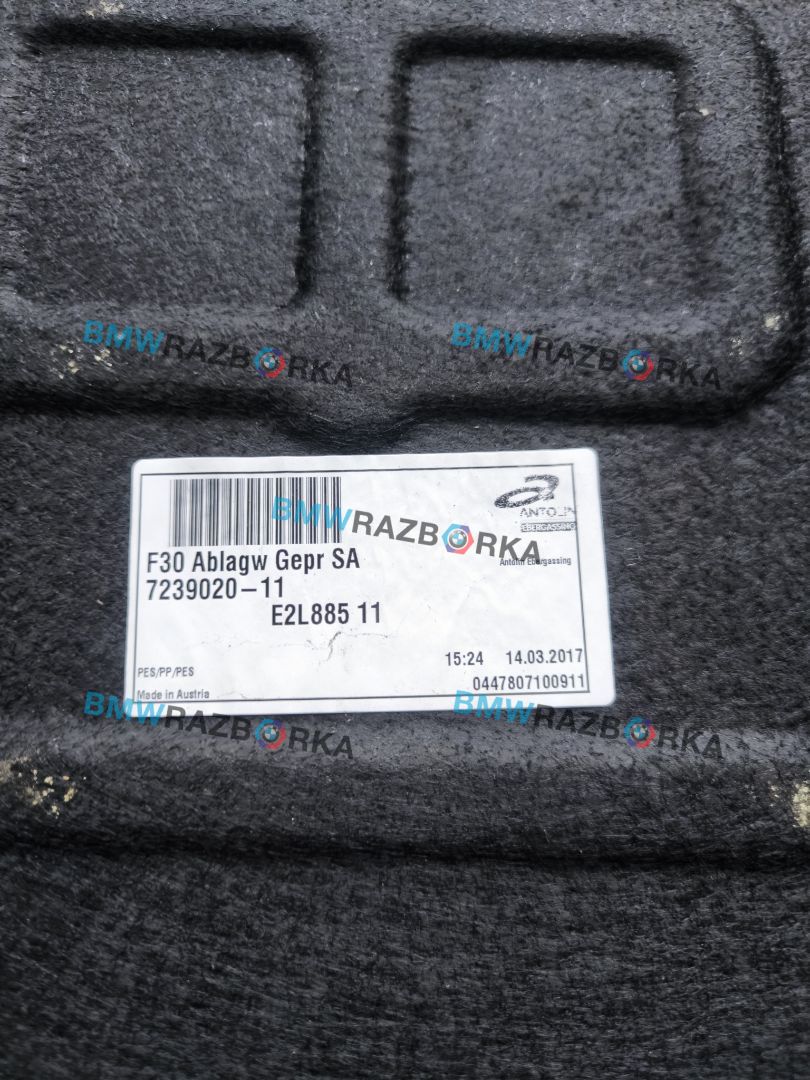 BMWRAZBORKA BMWRAZBORKA
ANTOLIN
EBERGASSING
BMWRAZBORKA
F30 Ablagw Gepr SA
Antolin Ebergassing
7239020-11
E2L885 11
15:24 14.03.2017
PES/PP/PES
0447807100911
Made in Austria
BMWRAZBORKA BMWRAZBORKA